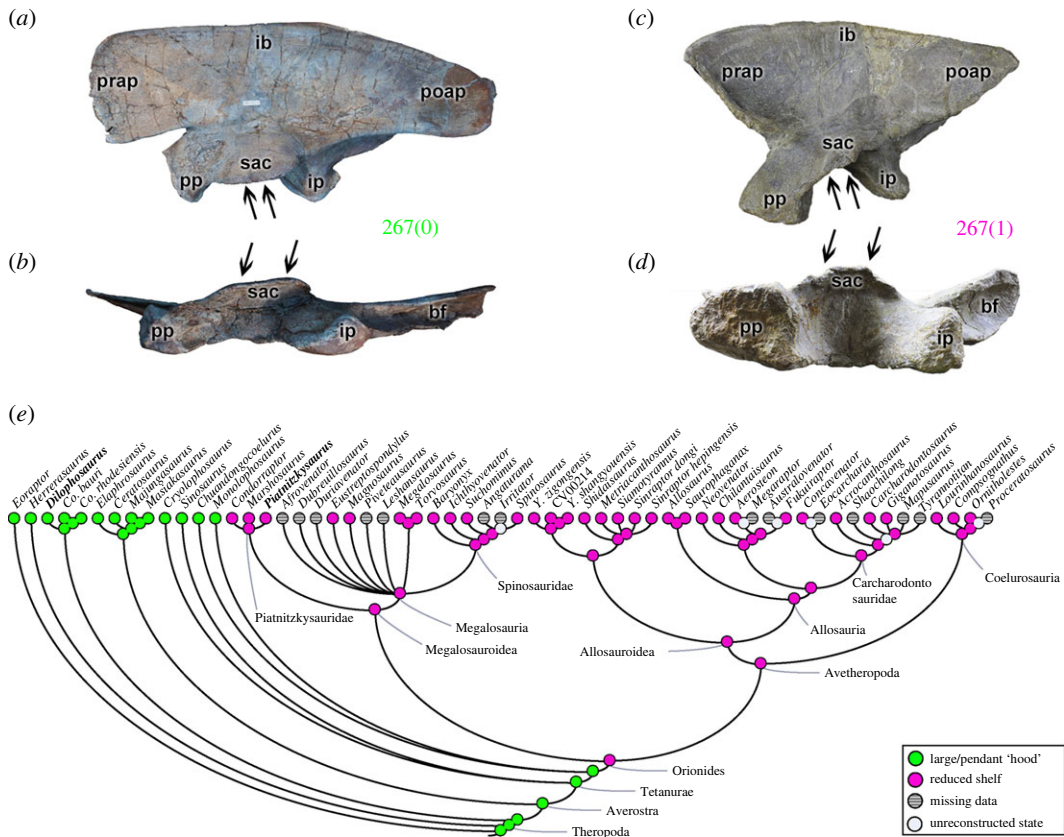 (a)
prap
ib
poap
sac
pp
ip
267(0)
(b)
sac
pp
ip
bf
(c)
prap
ib
poap
sac
pp
ip
267(1)
(d)
sac
pp
ip
bf
(e)
Eoraptor
Herrerasaurus
Dilophosaurus
Co. bauri
Co. rhodesiensis
Elaphrosaurus
Ceratosaurus
Majungasaurus
Masiakasaurus
Cryolophosaurus
Sinosaurus
Chuandongocoelurus
Monolophosaurus
Condorraptor
Marshosaurus
Piatnitzkysaurus
Afrovenator
Dubreuillosaurus
Duriavenator
Eustreptospondylus
Magnosaurus
Piveteausaurus
Leshansaurus
Megalosaurus
Torvosaurus
Baryonyx
Ichthyovenator
Suchomimus
Angaturama
Irritator
Spinosaurus
Y. zigongensis
CV00214
Y. shangyouensis
Shidaisaurus
Metriacanthosaurus
Siamotyrannus
Sinraptor dongi
Sinraptor hepingensis
Allosaurus
Saurophaganax
Neovenator
Chilantaisaurus
Aerosteon
Megaraptor
Australovenator
Fukuiraptor
Concavenator
Eocarcharia
Acrocanthosaurus
Shaochilong
Carcharodontosaurus
Giganotosaurus
Mapusaurus
Tyrannotitan
Lourinhanosaurus
Compsognathus
Ornitholestes
Proceratosaurus
Piatnitzkysauridae
Spinosauridae
Megalosauria
Megalosauroidea
Carcharodonto
sauridae
Coelurosauria
Allosauria
Allosauroidea
Avetheropoda
Orionides
Tetanurae
Averostra
Theropoda
large/pendant ‘hood’
reduced shelf
missing data
unreconstructed state